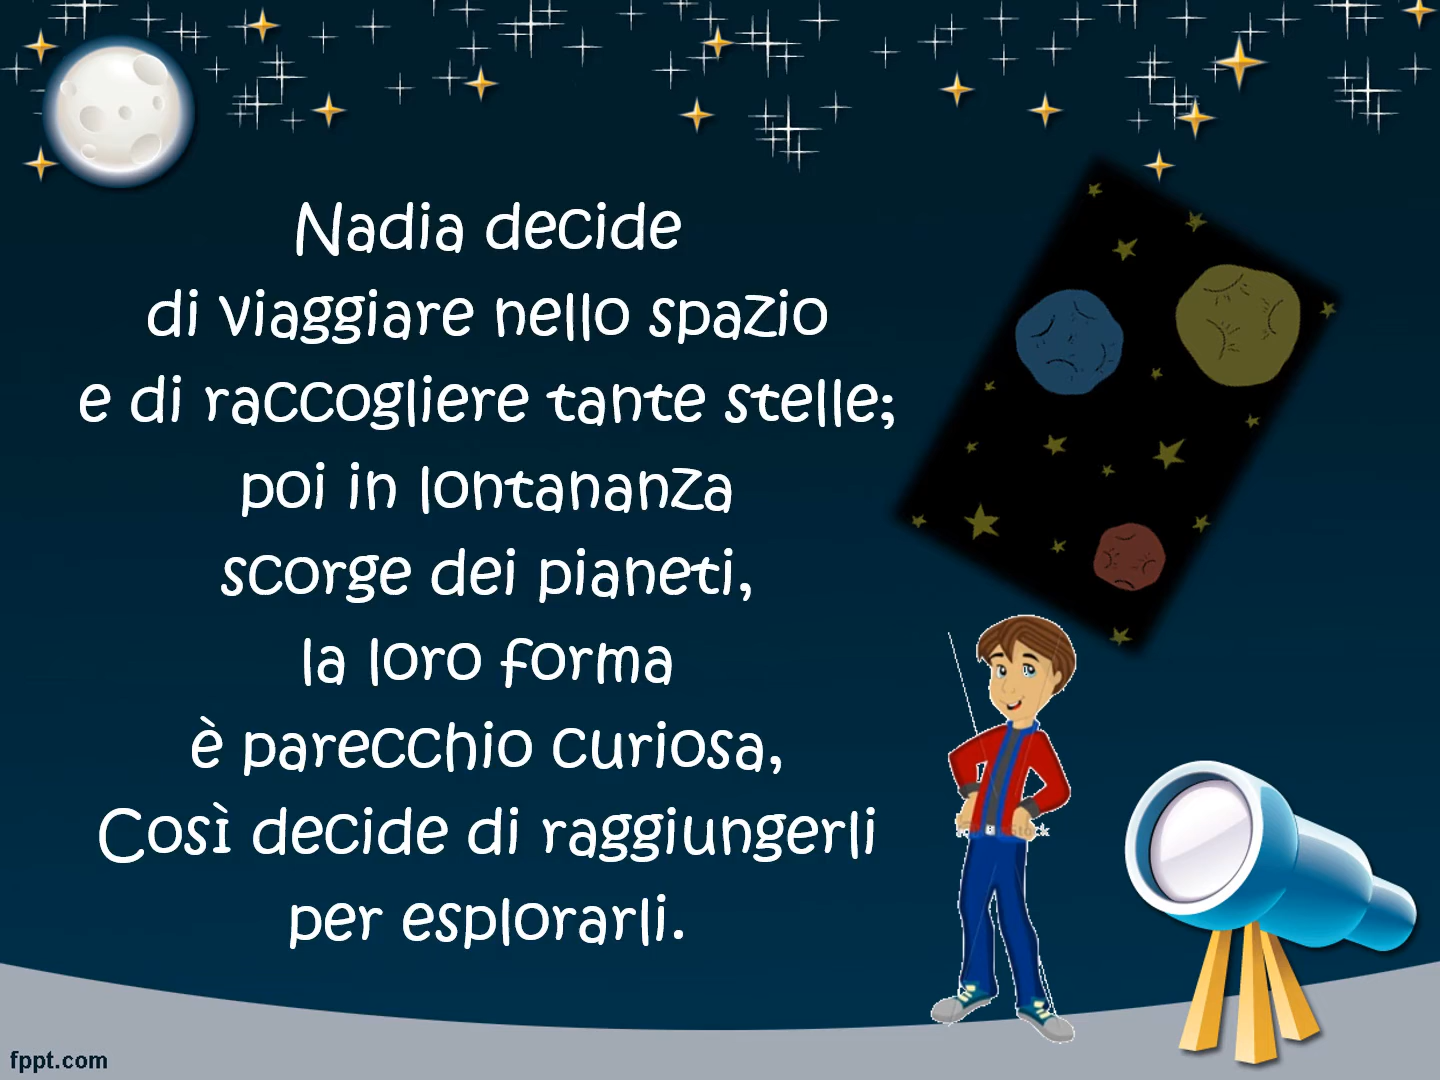 Nadia decide
di viaggiare nello spazio
e di raccogliere tante stelle;
poi in lontananza
scorge dei pianeti,
la loro forma
è parecchio curiosa,
Così decide di raggiungerli
per esplorarli.
fppt.com